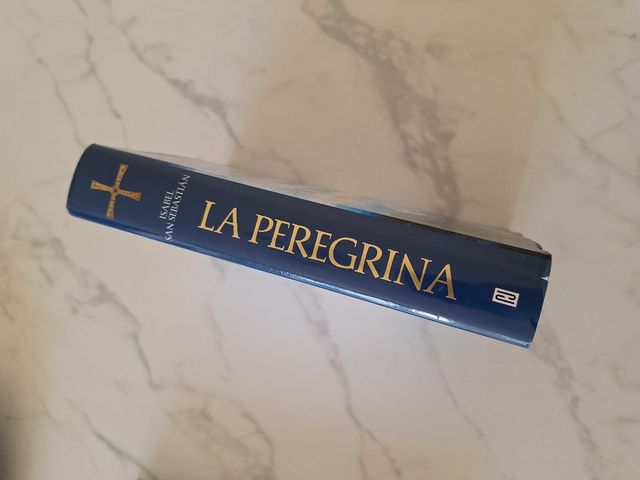 ISABEL
SAN SEBASTIÁN
LA PEREGRINA